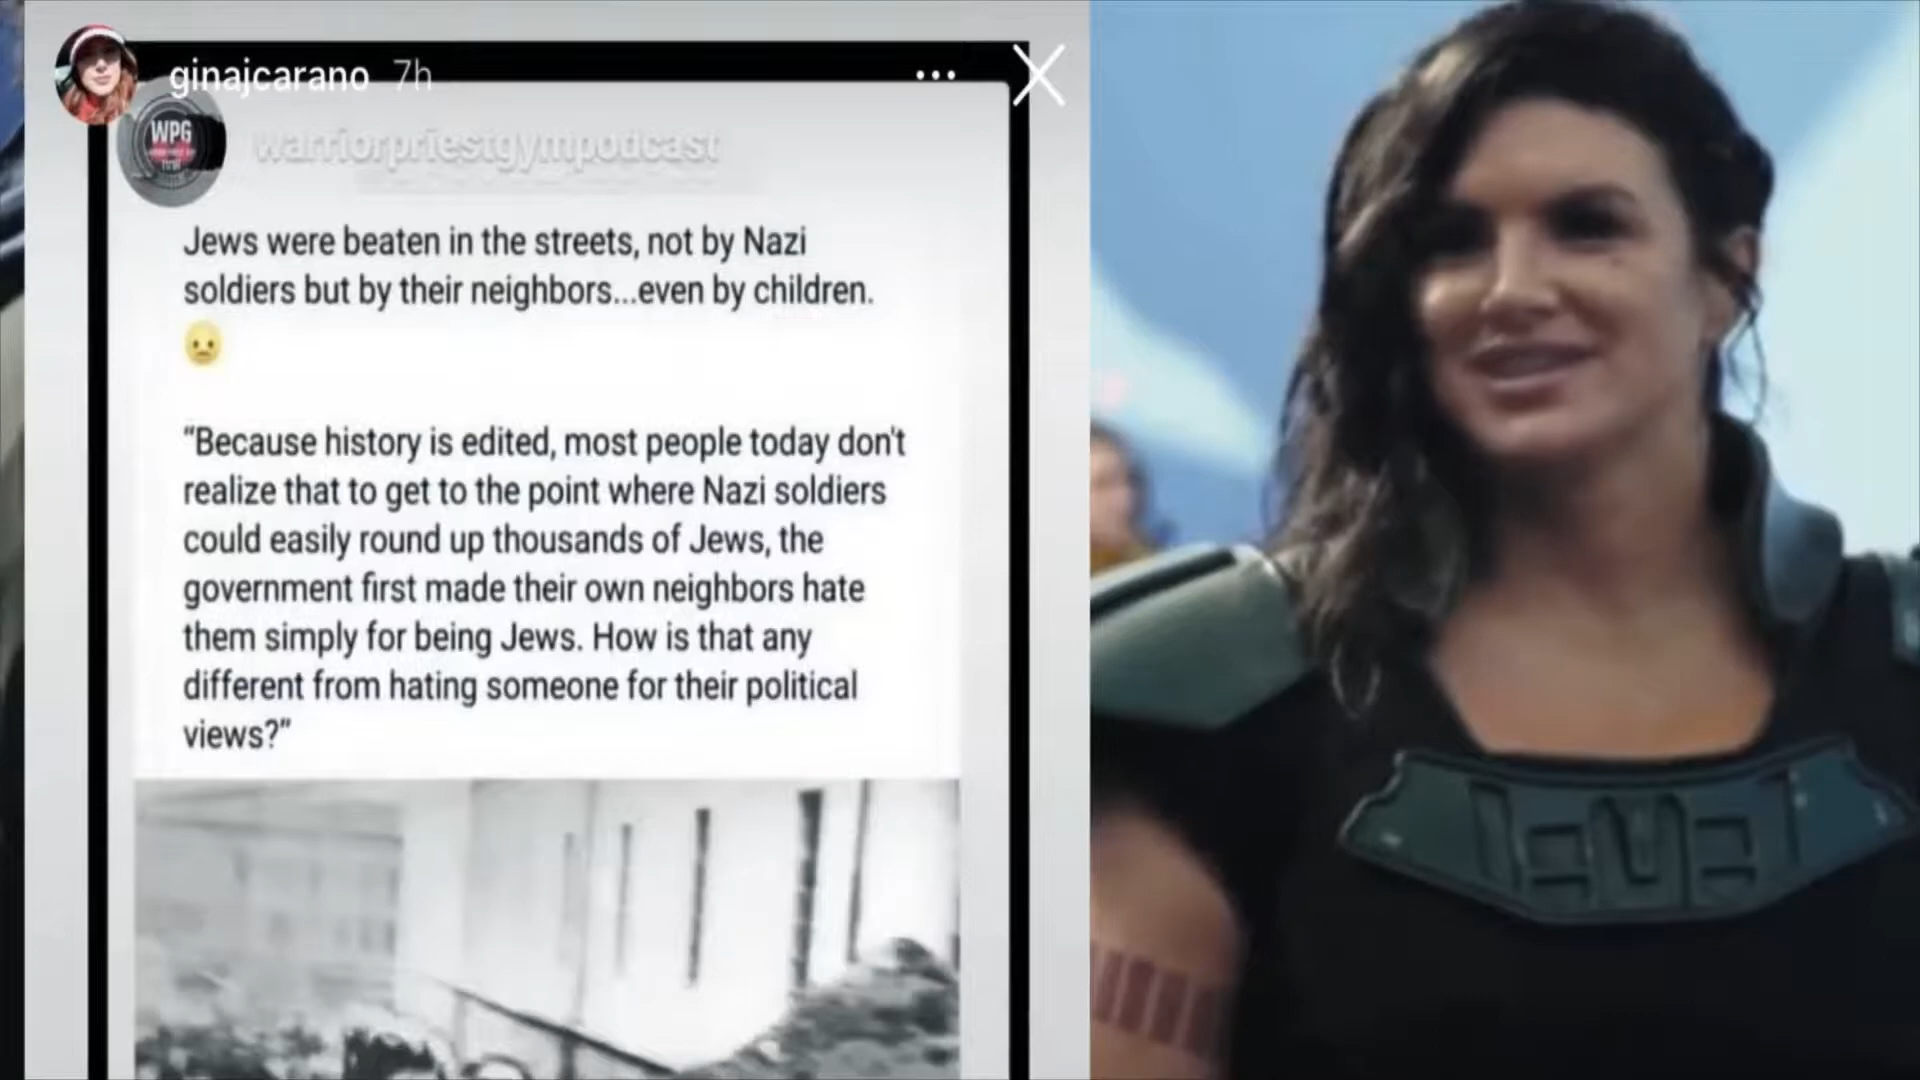 ginajcarano 7h
WPG
warriorpriestgympodcast
Jews were beaten in the streets, not by Nazi
soldiers but by their neighbors...even by children.
😐
“Because history is edited, most people today don't
realize that to get to the point where Nazi soldiers
could easily round up thousands of Jews, the
government first made their own neighbors hate
them simply for being Jews. How is that any
different from hating someone for their political
views?”